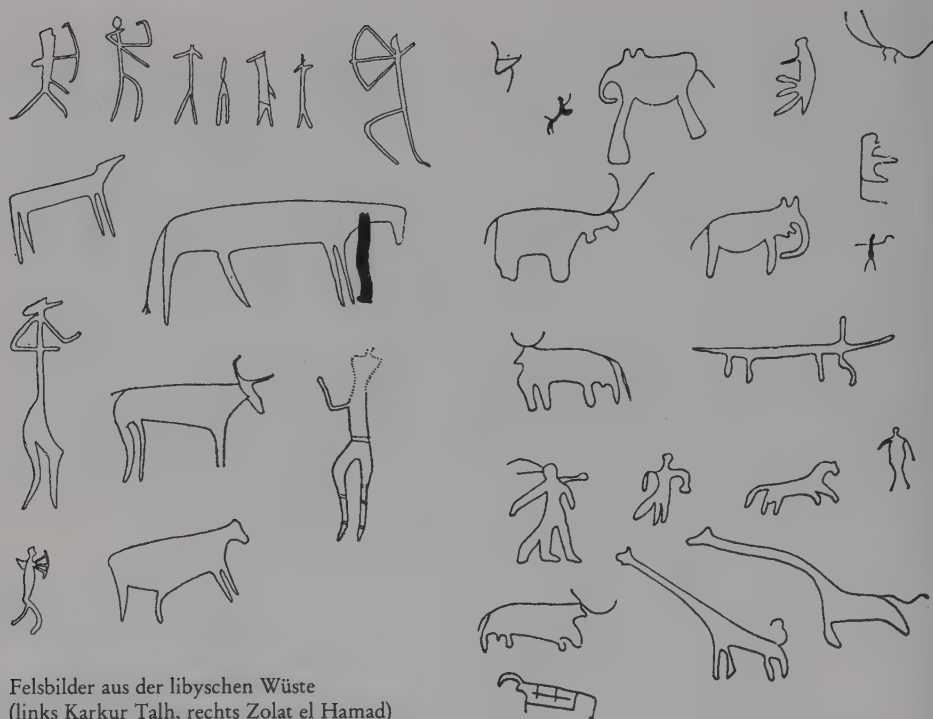 Felsbilder aus der libyschen Wüste
(links Karkur Talh, rechts Zolat el Hamad)